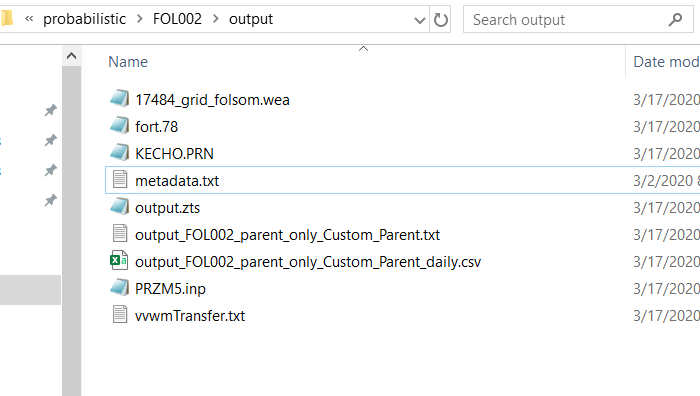 « probabilistic > FOL002 > output
Search output
Name
Date mod
17484_grid_folsom.wea 3/17/2020
fort.78 3/17/2020
KECHO.PRN 3/17/2020
metadata.txt 3/2/2020 8
output.zts 3/17/2020
output_FOL002_parent_only_Custom_Parent.txt 3/17/2020
output_FOL002_parent_only_Custom_Parent_daily.csv 3/17/2020
PRZM5.inp 3/17/2020
vvwmTransfer.txt 3/17/2020